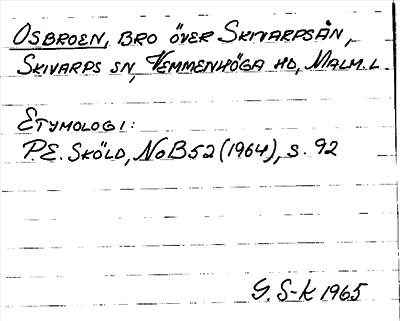 OSBROEN, BRO ÖVER SKIVARPSÅN,
SKIVARPS SN, VEMMENHÖGA HD, MALM. L.
ETYMOLOGI:
P.E. SKÖLD, NoB 52 (1964), s. 92
G. S-K 1965